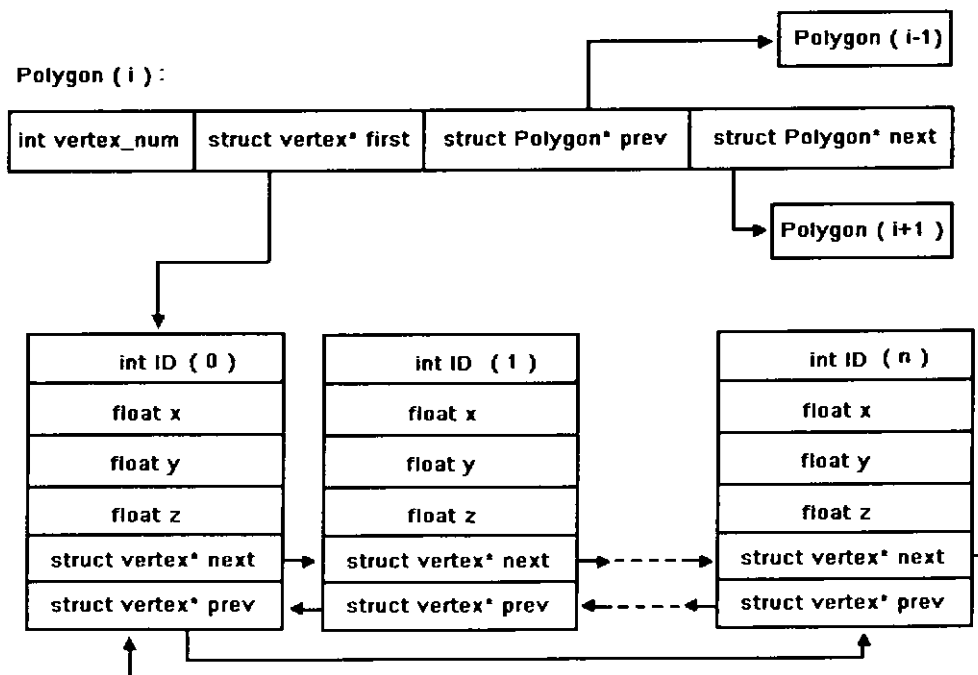 Polygon ( i-1)
Polygon ( i ) :
int vertex_num
struct vertex* first
struct Polygon* prev
struct Polygon* next
Polygon ( i+1 )
int ID ( 0 )
float x
float y
float z
struct vertex* next
struct vertex* prev
int ID ( 1 )
float x
float y
float z
struct vertex* next
struct vertex* prev
int ID ( n )
float x
float y
float z
struct vertex* next
struct vertex* prev